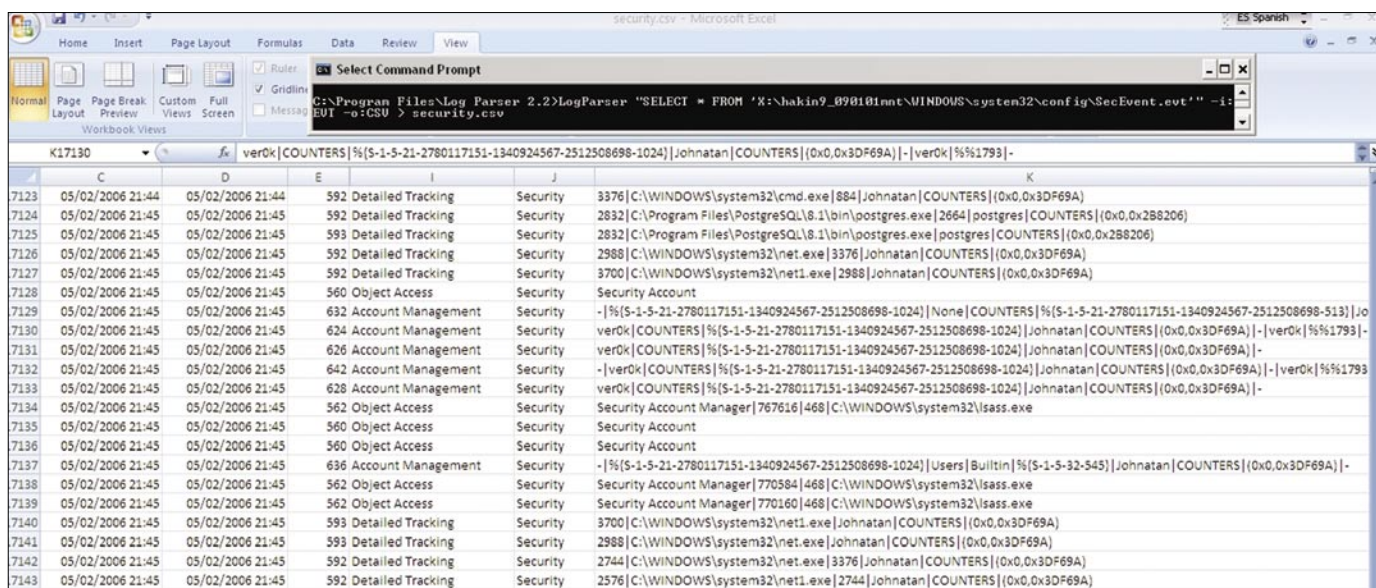 security.csv - Microsoft Excel
ES Spanish
Home Insert Page Layout Formulas Data Review View
Normal Page Layout Page Break Preview Custom Views Full Screen
Workbook Views
Ruler
Gridline
Messag
Select Command Prompt
C:\Program Files\Log Parser 2.2>LogParser "SELECT * FROM 'X:\hakin9_090101mnt\WINDOWS\system32\config\SecEvent.evt'" -i:
EVT -o:CSV > security.csv
K17130 fx ver0k|COUNTERS|%{S-1-5-21-2780117151-1340924567-2512508698-1024}|Johnatan|COUNTERS|(0x0,0x3DF69A)|-|ver0k|%%1793|-
C D E I J K
17123 05/02/2006 21:44 05/02/2006 21:44 592 Detailed Tracking Security 3376|C:\WINDOWS\system32\cmd.exe|884|Johnatan|COUNTERS|(0x0,0x3DF69A)
17124 05/02/2006 21:45 05/02/2006 21:45 592 Detailed Tracking Security 2832|C:\Program Files\PostgreSQL\8.1\bin\postgres.exe|2664|postgres|COUNTERS|(0x0,0x2B8206)
17125 05/02/2006 21:45 05/02/2006 21:45 593 Detailed Tracking Security 2832|C:\Program Files\PostgreSQL\8.1\bin\postgres.exe|postgres|COUNTERS|(0x0,0x2B8206)
17126 05/02/2006 21:45 05/02/2006 21:45 592 Detailed Tracking Security 2988|C:\WINDOWS\system32\net.exe|3376|Johnatan|COUNTERS|(0x0,0x3DF69A)
17127 05/02/2006 21:45 05/02/2006 21:45 592 Detailed Tracking Security 3700|C:\WINDOWS\system32\net1.exe|2988|Johnatan|COUNTERS|(0x0,0x3DF69A)
17128 05/02/2006 21:45 05/02/2006 21:45 560 Object Access Security Security Account
17129 05/02/2006 21:45 05/02/2006 21:45 632 Account Management Security -|%{S-1-5-21-2780117151-1340924567-2512508698-1024}|None|COUNTERS|%{S-1-5-21-2780117151-1340924567-2512508698-513}|Jo
17130 05/02/2006 21:45 05/02/2006 21:45 624 Account Management Security ver0k|COUNTERS|%{S-1-5-21-2780117151-1340924567-2512508698-1024}|Johnatan|COUNTERS|(0x0,0x3DF69A)|-|ver0k|%%1793|-
17131 05/02/2006 21:45 05/02/2006 21:45 626 Account Management Security ver0k|COUNTERS|%{S-1-5-21-2780117151-1340924567-2512508698-1024}|Johnatan|COUNTERS|(0x0,0x3DF69A)|-
17132 05/02/2006 21:45 05/02/2006 21:45 642 Account Management Security -|ver0k|COUNTERS|%{S-1-5-21-2780117151-1340924567-2512508698-1024}|Johnatan|COUNTERS|(0x0,0x3DF69A)|-|ver0k|%%1793
17133 05/02/2006 21:45 05/02/2006 21:45 628 Account Management Security ver0k|COUNTERS|%{S-1-5-21-2780117151-1340924567-2512508698-1024}|Johnatan|COUNTERS|(0x0,0x3DF69A)|-
17134 05/02/2006 21:45 05/02/2006 21:45 562 Object Access Security Security Account Manager|767616|468|C:\WINDOWS\system32\lsass.exe
17135 05/02/2006 21:45 05/02/2006 21:45 560 Object Access Security Security Account
17136 05/02/2006 21:45 05/02/2006 21:45 560 Object Access Security Security Account
17137 05/02/2006 21:45 05/02/2006 21:45 636 Account Management Security -|%{S-1-5-21-2780117151-1340924567-2512508698-1024}|Users|Builtin|%{S-1-5-32-545}|Johnatan|COUNTERS|(0x0,0x3DF69A)|-
17138 05/02/2006 21:45 05/02/2006 21:45 562 Object Access Security Security Account Manager|770584|468|C:\WINDOWS\system32\lsass.exe
17139 05/02/2006 21:45 05/02/2006 21:45 562 Object Access Security Security Account Manager|770160|468|C:\WINDOWS\system32\lsass.exe
17140 05/02/2006 21:45 05/02/2006 21:45 593 Detailed Tracking Security 3700|C:\WINDOWS\system32\net1.exe|Johnatan|COUNTERS|(0x0,0x3DF69A)
17141 05/02/2006 21:45 05/02/2006 21:45 593 Detailed Tracking Security 2988|C:\WINDOWS\system32\net.exe|Johnatan|COUNTERS|(0x0,0x3DF69A)
17142 05/02/2006 21:45 05/02/2006 21:45 592 Detailed Tracking Security 2744|C:\WINDOWS\system32\net.exe|3376|Johnatan|COUNTERS|(0x0,0x3DF69A)
17143 05/02/2006 21:45 05/02/2006 21:45 592 Detailed Tracking Security 2576|C:\WINDOWS\system32\net1.exe|2744|Johnatan|COUNTERS|(0x0,0x3DF69A)